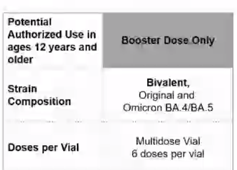 Potential
Authorized Use in
ages 12 years and
older
Booster Dose Only
Strain
Composition
Bivalent,
Original and
Omicron BA.4/BA.5
Doses per Vial
Multidose Vial
6 doses per vial